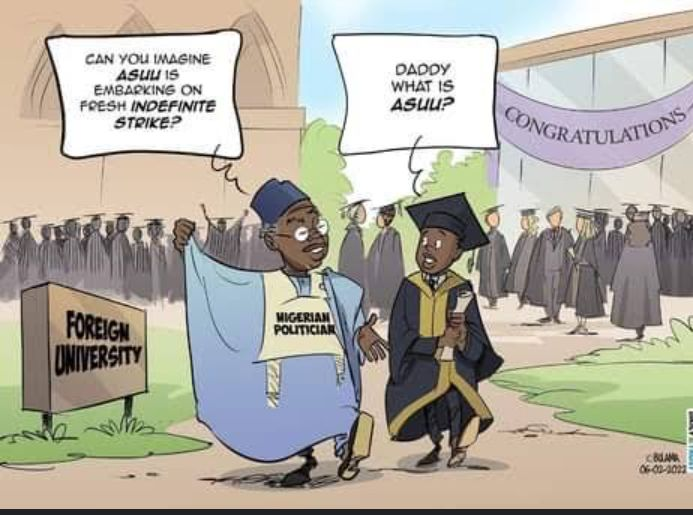 CAN YOU IMAGINE
ASUU IS
EMBARKING ON
FRESH INDEFINITE
STRIKE?
DADDY
WHAT IS
ASUU?
CONGRATULATIONS
FOREIGN
UNIVERSITY
NIGERIAN
POLITICIAN
© BULAMA
06-02-2022